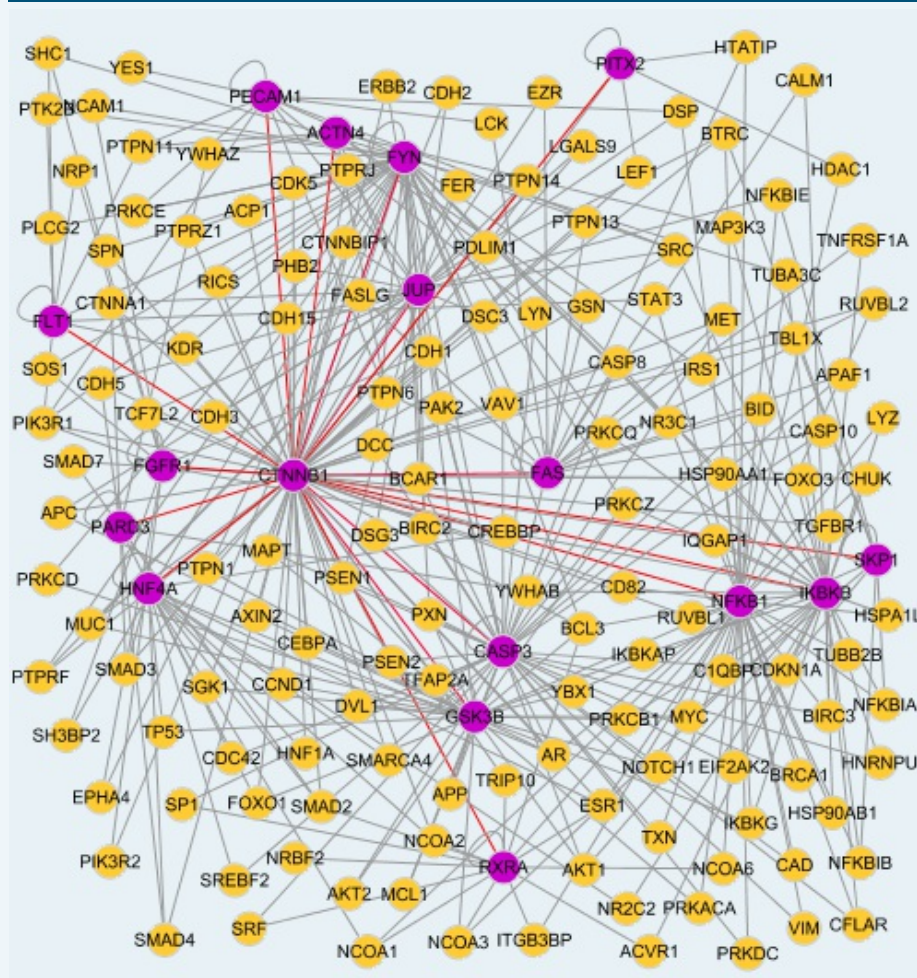 SHC1
YES1
PECAM1
ERBB2
CDH2
EZR
PITX2
HTATIP
CALM1
PTK2B
NCAM1
ACTN4
LCK
DSP
BTRC
PTPN11
YWHAZ
FYN
LGALS9
NRP1
CDK5
PTPRJ
FER
PTPN14
LEF1
HDAC1
NFKBIE
PRKCE
ACP1
PLCG2
SPN
PTPRZ1
CTNNBIP1
PDLIM1
PTPN13
MAP3K3
TNFRSF1A
SRC
RICS
PHB2
TUBA3C
CTNNA1
FASLG
JUP
STAT3
RUVBL2
FLT1
CDH15
DSC3
LYN
GSN
MET
TBL1X
KDR
CDH1
CASP8
SOS1
CDH5
IRS1
APAF1
PTPN6
PAK2
VAV1
BID
PIK3R1
TCF7L2
CDH3
NR3C1
LYZ
PRKCQ
CASP10
DCC
SMAD7
FGFR1
CTNNB1
BCAR1
FAS
HSP90AA1
FOXO3
CHUK
APC
PARD3
PRKCZ
DSG3
BIRC2
CREBBP
IQGAP1
TGFBR1
MAPT
SKP1
PRKCD
HNF4A
PTPN1
PSEN1
YWHAB
CD82
NFKB1
IKBKB
MUC1
AXIN2
PXN
RUVBL1
HSPA1L
BCL3
CEBPA
PTPRF
SMAD3
PSEN2
CASP3
IKBKAP
TUBB2B
SGK1
CCND1
TFAP2A
C1QBP
CDKN1A
YBX1
DVL1
GSK3B
PRKCB1
MYC
BIRC3
NFKBIA
SH3BP2
TP53
CDC42
HNF1A
SMARCA4
AR
NOTCH1
EIF2AK2
BRCA1
HNRNPU
EPHA4
SP1
FOXO1
SMAD2
APP
TRIP10
ESR1
IKBKG
HSP90AB1
TXN
PIK3R2
NCOA2
NRBF2
SREBF2
RXRA
AKT1
NCOA6
CAD
NFKBIB
AKT2
MCL1
NR2C2
PRKACA
SMAD4
SRF
NCOA1
NCOA3
ITGB3BP
ACVR1
PRKDC
VIM
CFLAR